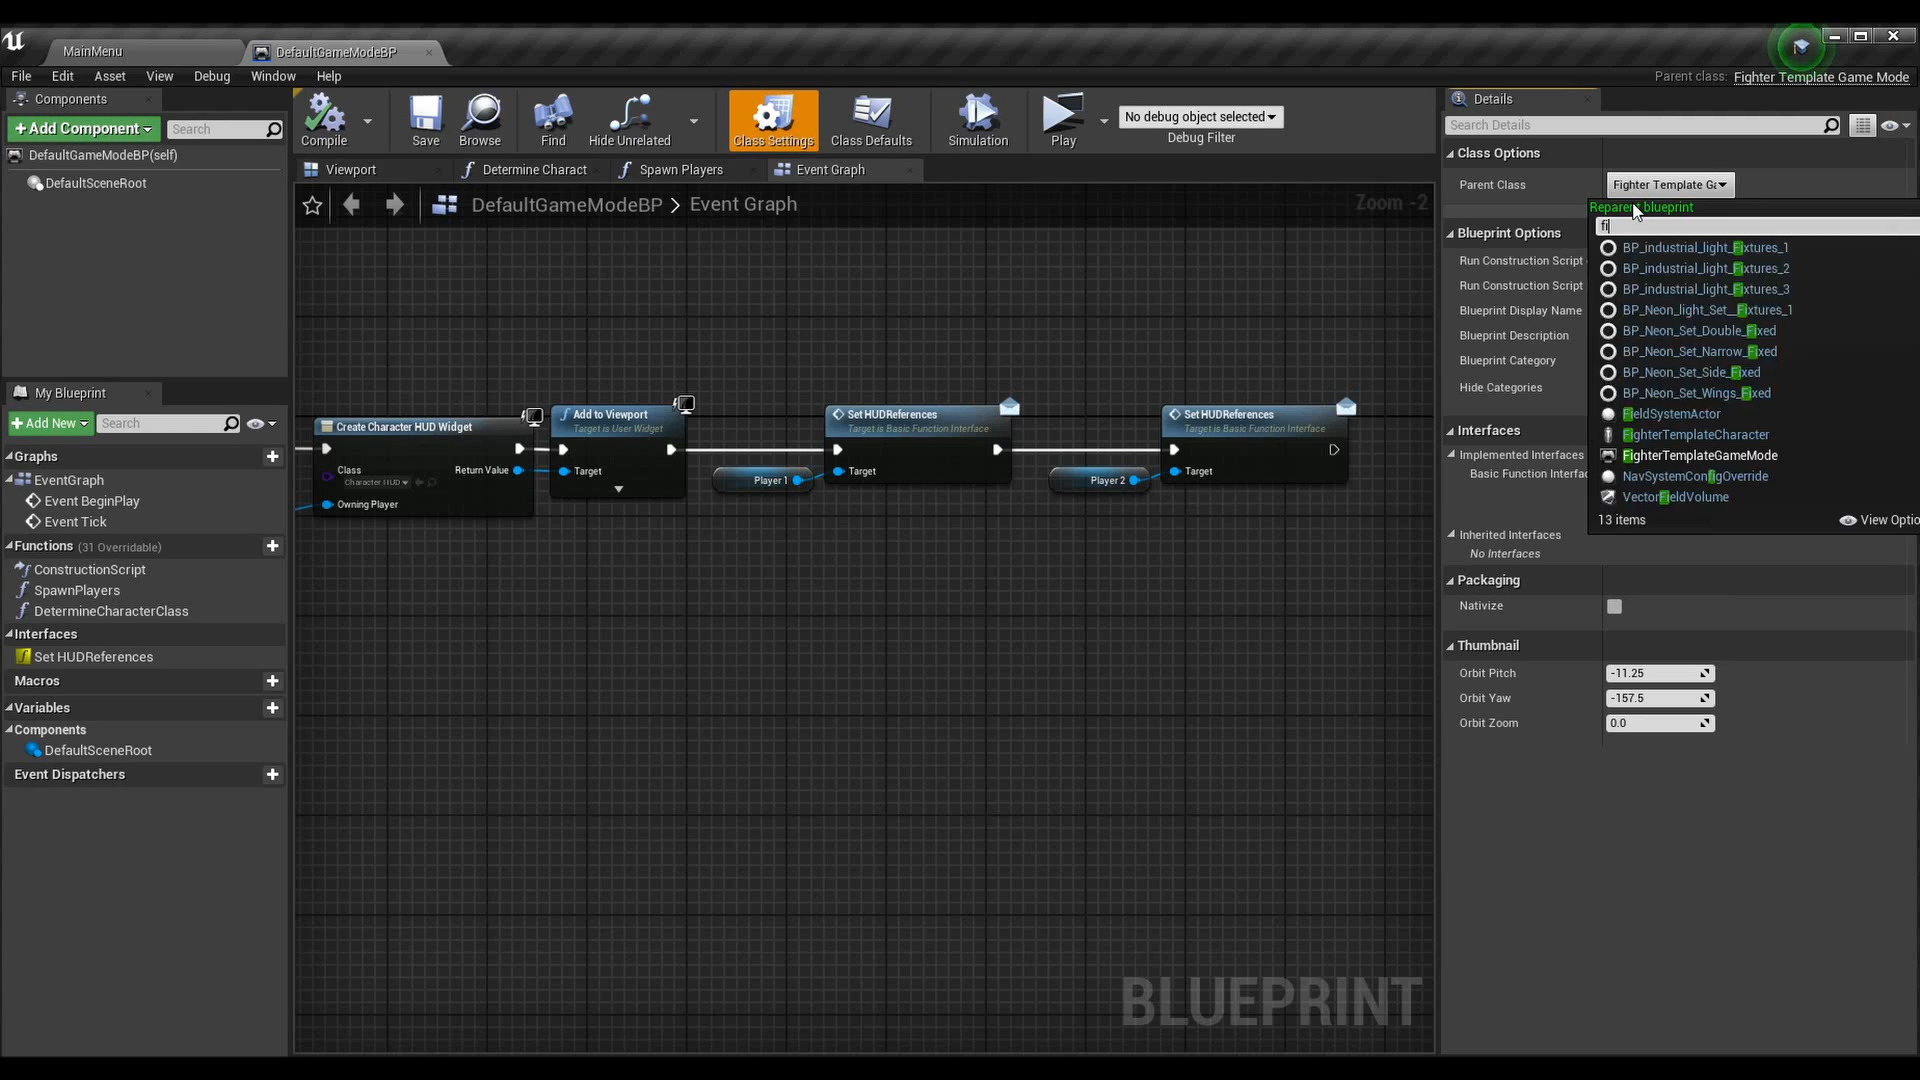 MainMenu
DefaultGameModeBP
File Edit Asset View Debug Window Help
Parent class: Fighter Template Game Mode
Components
+Add Component
Search
DefaultGameModeBP(self)
DefaultSceneRoot
Compile
Save
Browse
Find
Hide Unrelated
Class Settings
Class Defaults
Simulation
Play
No debug object selected
Debug Filter
Viewport
Determine Charact
Spawn Players
Event Graph
DefaultGameModeBP > Event Graph
Zoom -2
My Blueprint
+Add New
Search
Graphs
EventGraph
Event BeginPlay
Event Tick
Functions (31 Overridable)
ConstructionScript
SpawnPlayers
DetermineCharacterClass
Interfaces
Set HUDReferences
Macros
Variables
Components
DefaultSceneRoot
Event Dispatchers
Create Character HUD Widget
Class
Character HUD
Return Value
Owning Player
Add to Viewport
Target is User Widget
Target
Player 1
Set HUDReferences
Target is Basic Function Interface
Target
Player 2
Set HUDReferences
Target is Basic Function Interface
Target
BLUEPRINT
Details
Search Details
Class Options
Parent Class
Fighter Template Ga
Reparent blueprint
fi
BP_industrial_light_Fixtures_1
BP_industrial_light_Fixtures_2
BP_industrial_light_Fixtures_3
BP_Neon_light_Set__Fixtures_1
BP_Neon_Set_Double_Fixed
BP_Neon_Set_Narrow_Fixed
BP_Neon_Set_Side_Fixed
BP_Neon_Set_Wings_Fixed
FieldSystemActor
FighterTemplateCharacter
FighterTemplateGameMode
NavSystemConfigOverride
VectorFieldVolume
13 items
View Optio
Blueprint Options
Run Construction Script
Run Construction Script
Blueprint Display Name
Blueprint Description
Blueprint Category
Hide Categories
Interfaces
Implemented Interfaces
Basic Function Interfac
Inherited Interfaces
No Interfaces
Packaging
Nativize
Thumbnail
Orbit Pitch
-11.25
Orbit Yaw
-157.5
Orbit Zoom
0.0